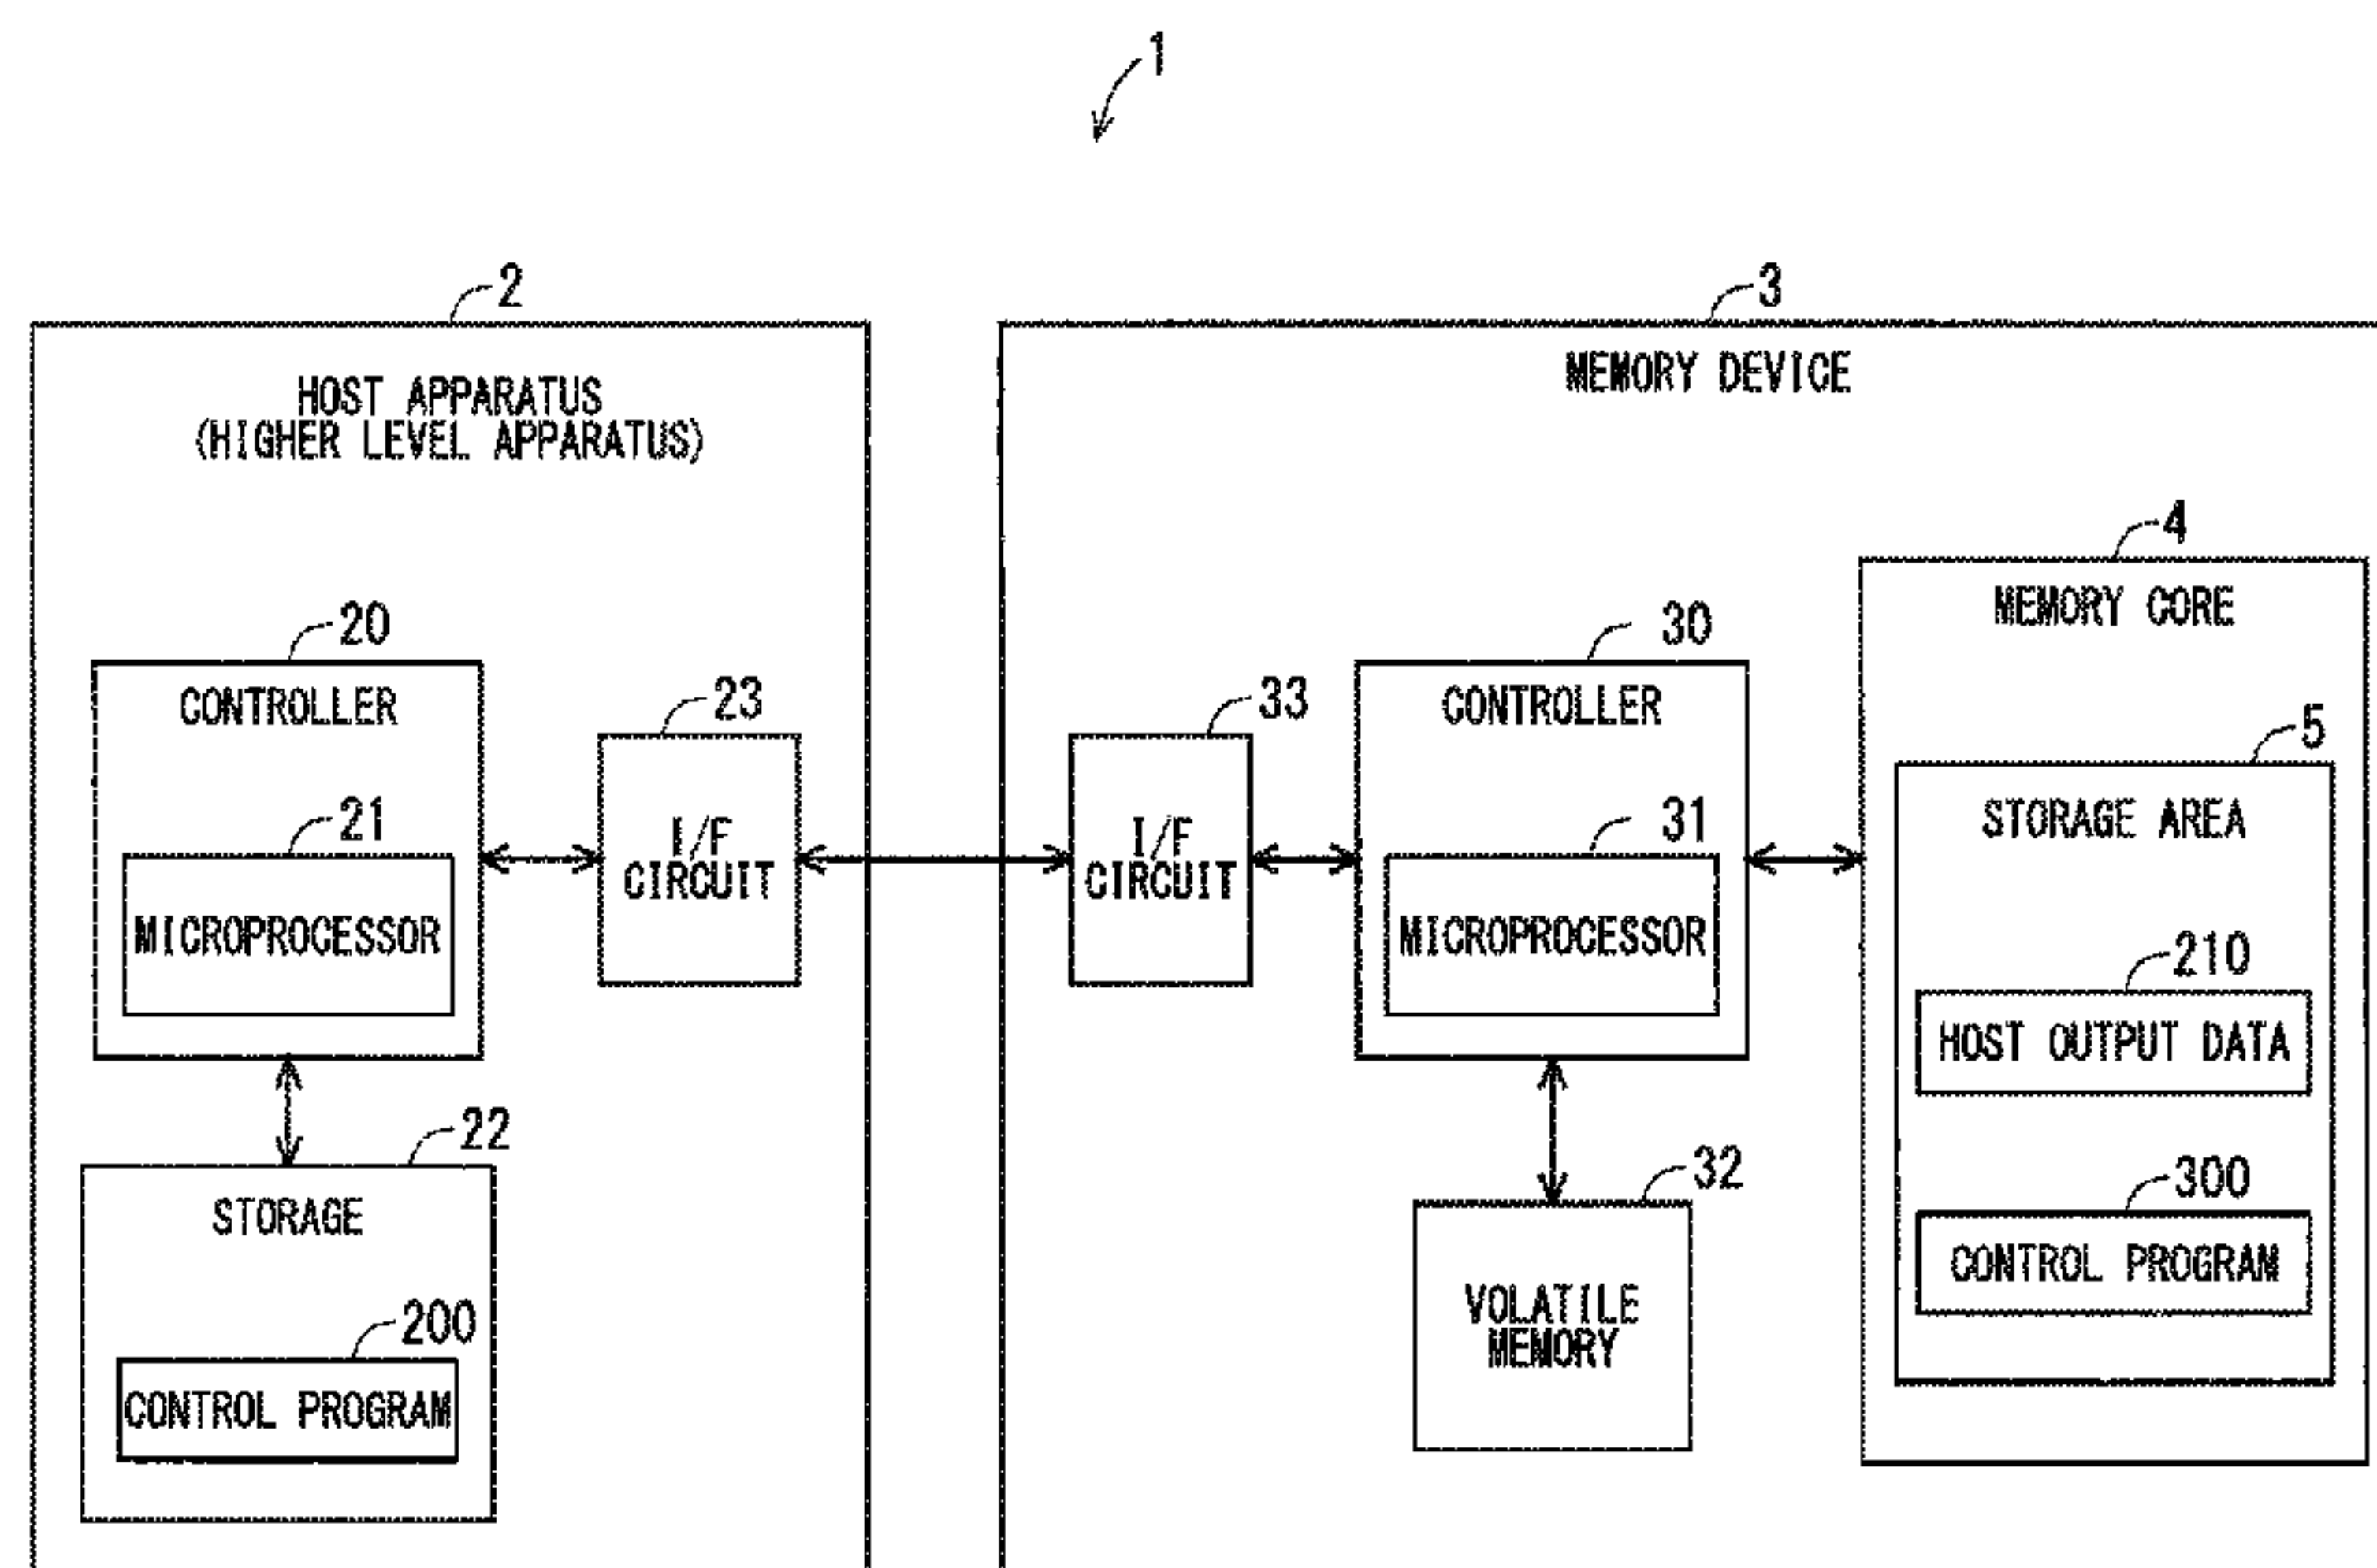 1
2
HOST APPARATUS
(HIGHER LEVEL APPARATUS)
20
CONTROLLER
21
MICROPROCESSOR
23
I/F
CIRCUIT
22
STORAGE
200
CONTROL PROGRAM
3
MEMORY DEVICE
33
I/F
CIRCUIT
30
CONTROLLER
31
MICROPROCESSOR
32
VOLATILE
MEMORY
4
MEMORY CORE
5
STORAGE AREA
210
HOST OUTPUT DATA
300
CONTROL PROGRAM